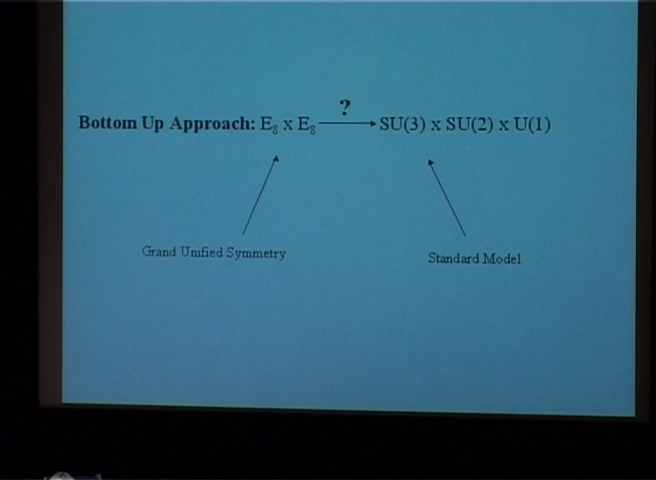 ?
Bottom Up Approach: E₈ x E₈ → SU(3) x SU(2) x U(1)
Grand Unified Symmetry
Standard Model